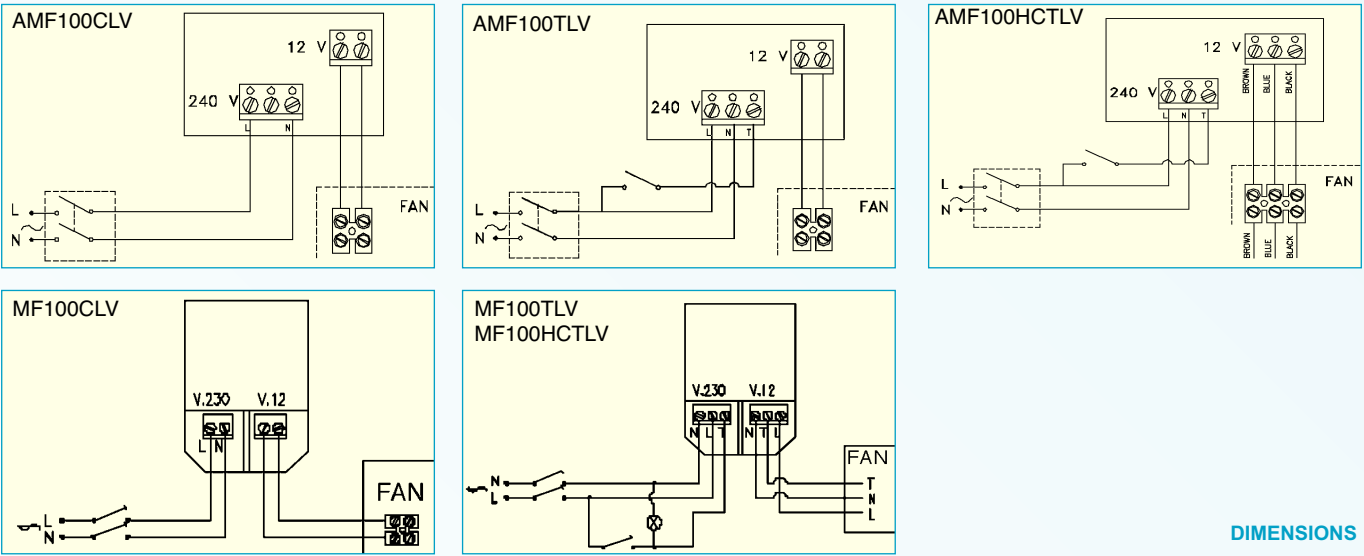 AMF100CLV
12 V
240 V
L N
L
N
FAN
AMF100TLV
12 V
240 V
L N T
L
N
FAN
AMF100HCTLV
12 V
BROWN BLUE BLACK
240 V
L N T
L
N
FAN
BROWN BLUE BLACK
MF100CLV
V.230 V.12
L N
L
N
FAN
MF100TLV
MF100HCTLV
V.230 V.12
N L T N T L
N
L
FAN
T
N
L
DIMENSIONS